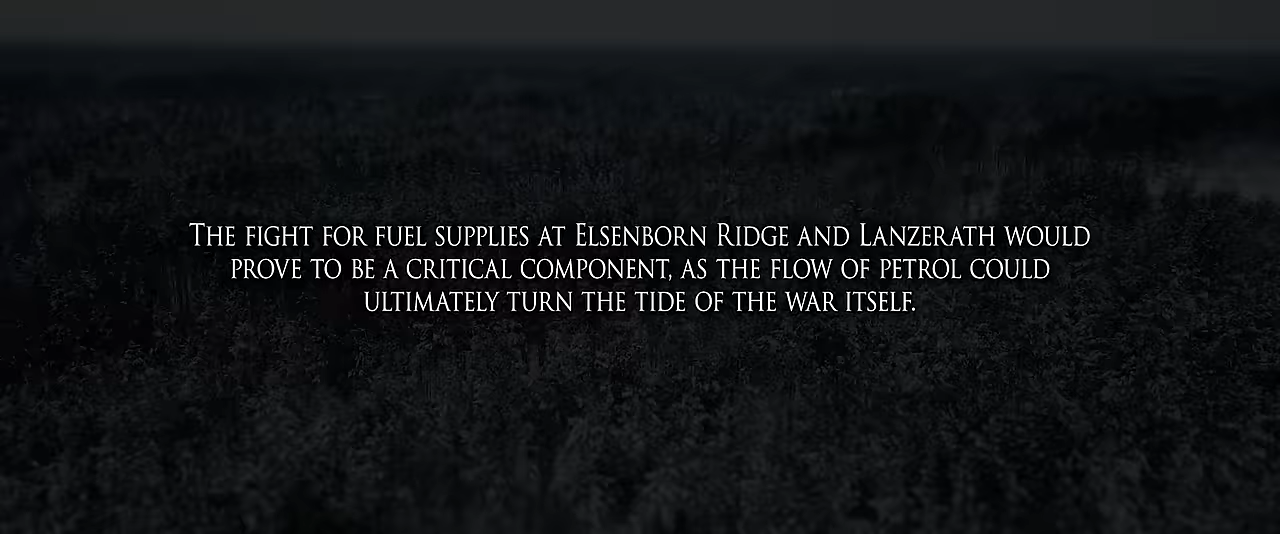 The fight for fuel supplies at Elsenborn Ridge and Lanzerath would
prove to be a critical component, as the flow of petrol could
ultimately turn the tide of the war itself.